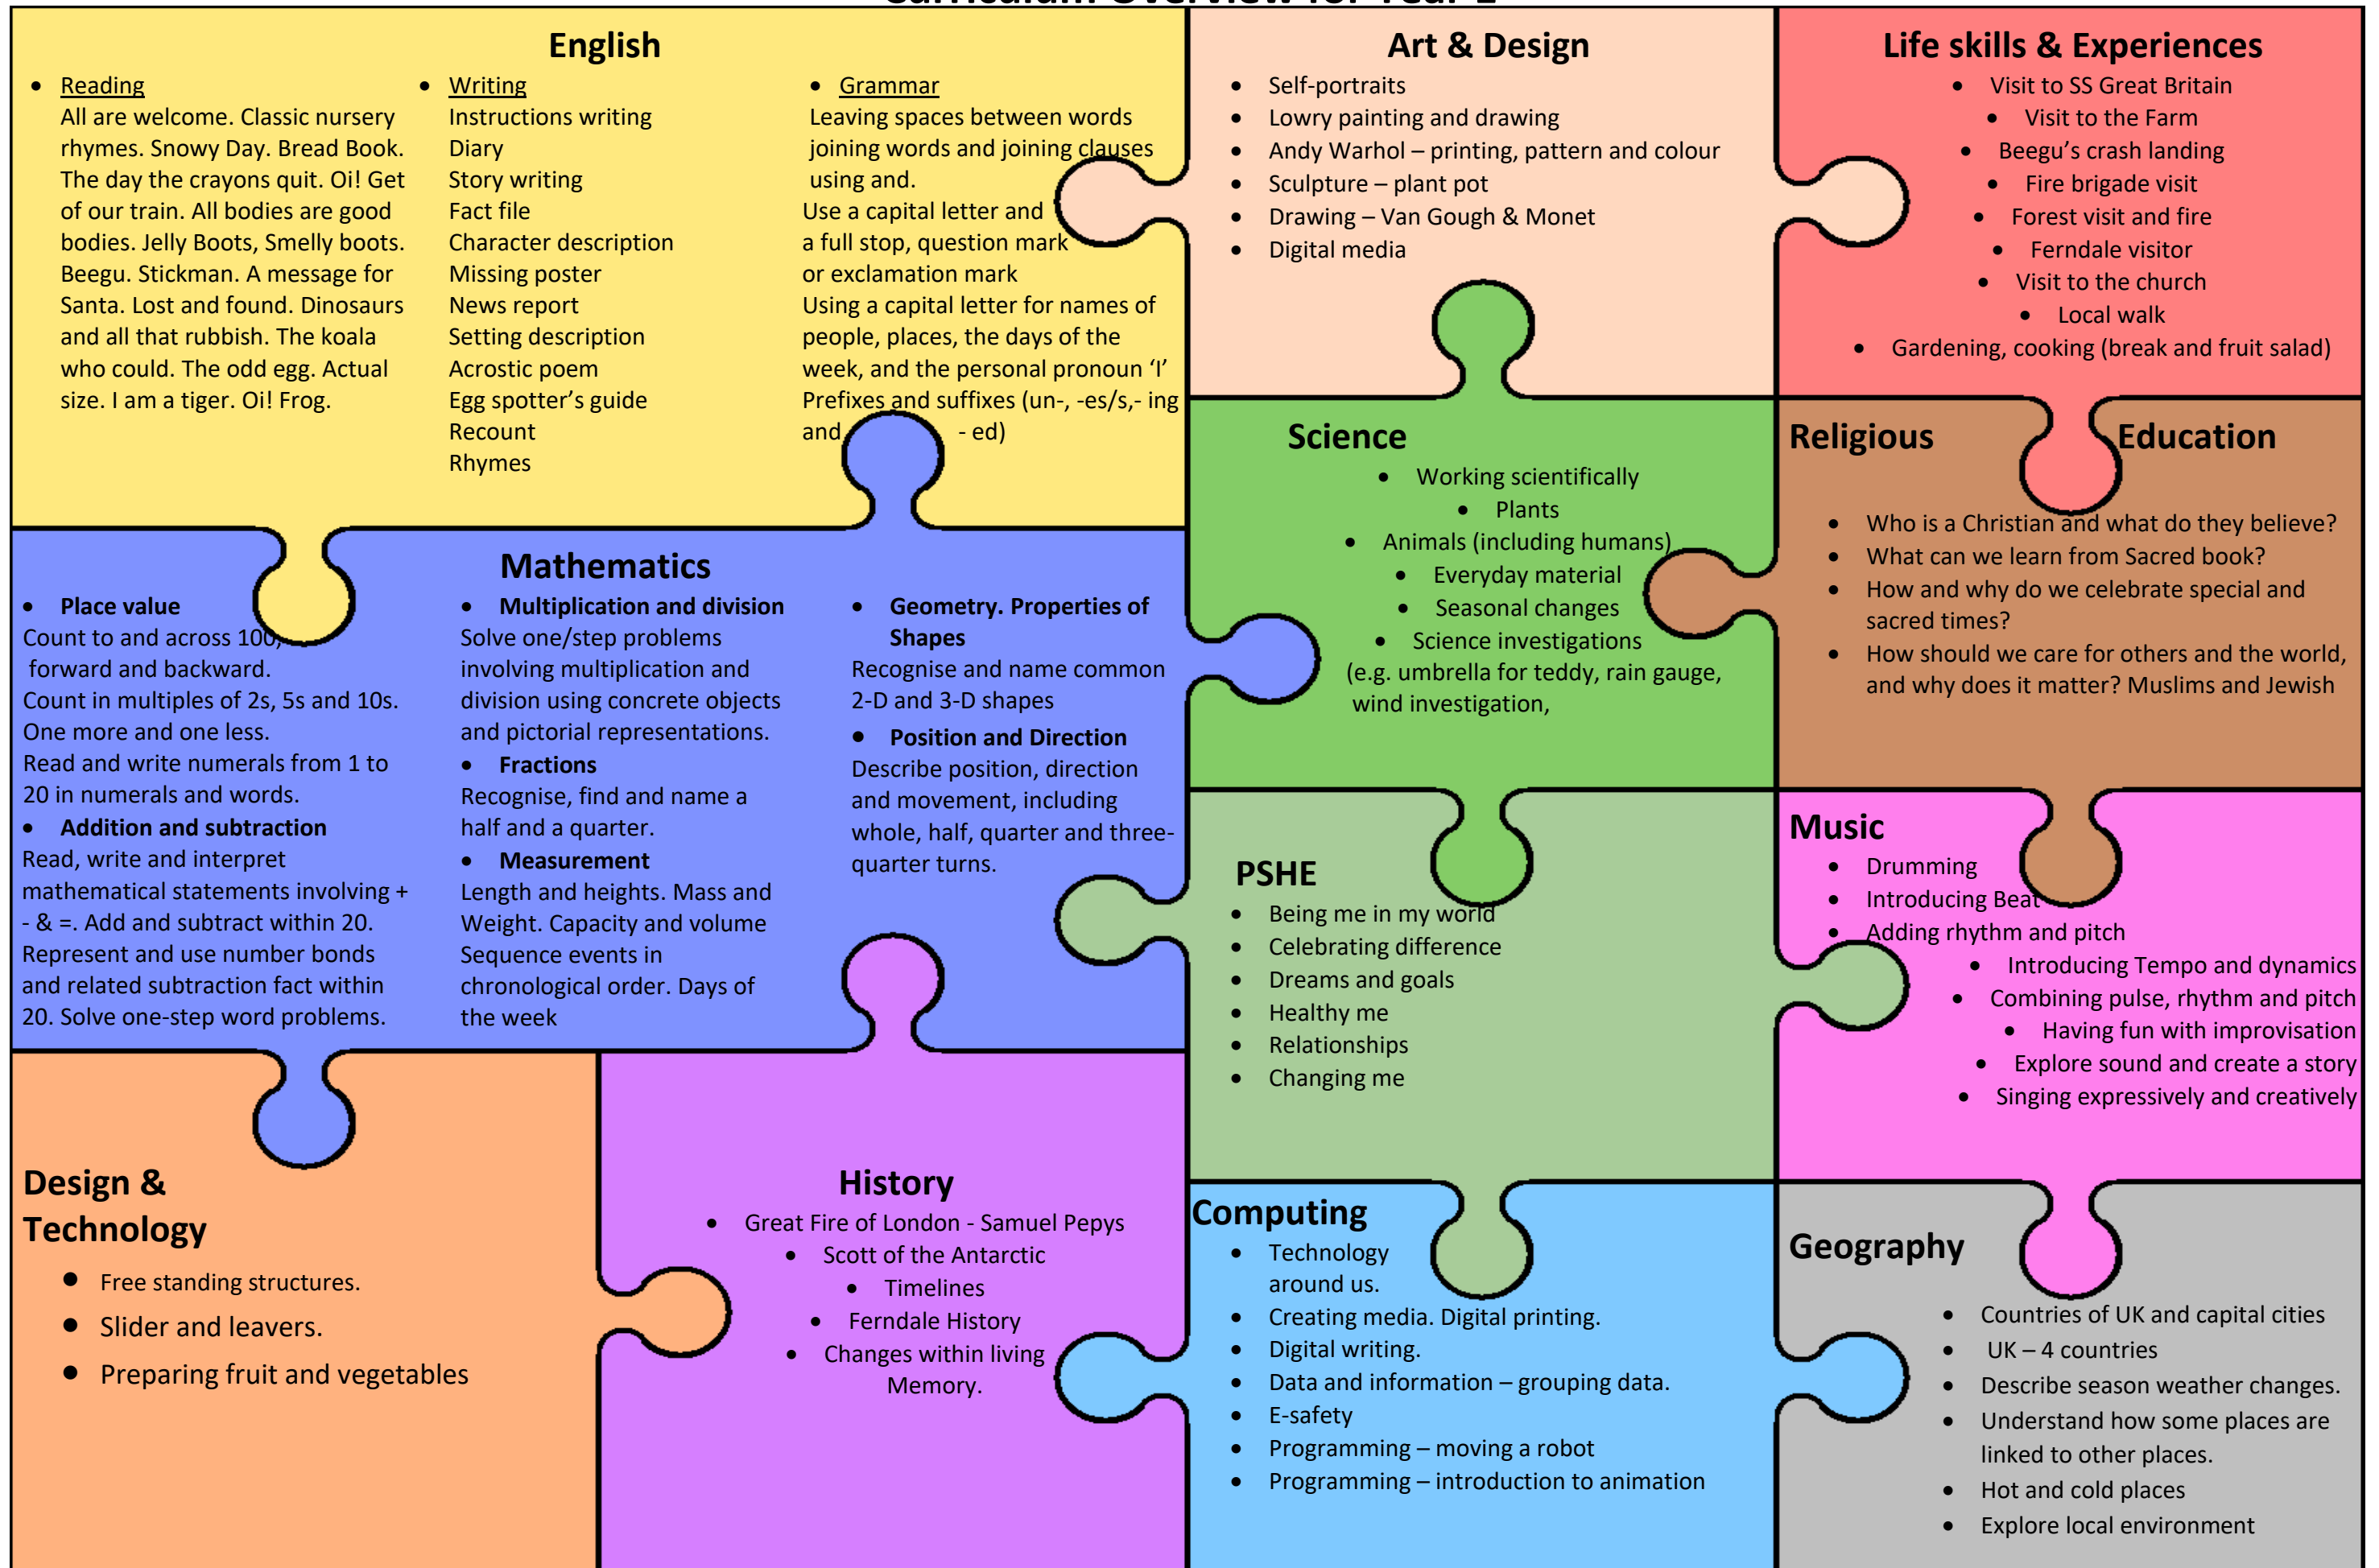 Curriculum Overview for Year 1
English
• Reading
All are welcome. Classic nursery
rhymes. Snowy Day. Bread Book.
The day the crayons quit. Oi! Get
of our train. All bodies are good
bodies. Jelly Boots, Smelly boots.
Beegu. Stickman. A message for
Santa. Lost and found. Dinosaurs
and all that rubbish. The koala
who could. The odd egg. Actual
size. I am a tiger. Oi! Frog.
• Writing
Instructions writing
Diary
Story writing
Fact file
Character description
Missing poster
News report
Setting description
Acrostic poem
Egg spotter’s guide
Recount
Rhymes
• Grammar
Leaving spaces between words
joining words and joining clauses
using and.
Use a capital letter and
a full stop, question mark
or exclamation mark
Using a capital letter for names of
people, places, the days of the
week, and the personal pronoun ‘I’
Prefixes and suffixes (un-, -es/s,- ing
and - ed)
Art & Design
• Self-portraits
• Lowry painting and drawing
• Andy Warhol – printing, pattern and colour
• Sculpture – plant pot
• Drawing – Van Gough & Monet
• Digital media
Life skills & Experiences
• Visit to SS Great Britain
• Visit to the Farm
• Beegu’s crash landing
• Fire brigade visit
• Forest visit and fire
• Ferndale visitor
• Visit to the church
• Local walk
• Gardening, cooking (break and fruit salad)
Mathematics
• Place value
Count to and across 100,
forward and backward.
Count in multiples of 2s, 5s and 10s.
One more and one less.
Read and write numerals from 1 to
20 in numerals and words.
• Addition and subtraction
Read, write and interpret
mathematical statements involving +
- & =. Add and subtract within 20.
Represent and use number bonds
and related subtraction fact within
20. Solve one-step word problems.
• Multiplication and division
Solve one/step problems
involving multiplication and
division using concrete objects
and pictorial representations.
• Fractions
Recognise, find and name a
half and a quarter.
• Measurement
Length and heights. Mass and
Weight. Capacity and volume
Sequence events in
chronological order. Days of
the week
• Geometry. Properties of
Shapes
Recognise and name common
2-D and 3-D shapes
• Position and Direction
Describe position, direction
and movement, including
whole, half, quarter and three-
quarter turns.
Science
• Working scientifically
• Plants
• Animals (including humans)
• Everyday material
• Seasonal changes
• Science investigations
(e.g. umbrella for teddy, rain gauge,
wind investigation,
Religious Education
• Who is a Christian and what do they believe?
• What can we learn from Sacred book?
• How and why do we celebrate special and
sacred times?
• How should we care for others and the world,
and why does it matter? Muslims and Jewish
PSHE
• Being me in my world
• Celebrating difference
• Dreams and goals
• Healthy me
• Relationships
• Changing me
Music
• Drumming
• Introducing Beat
• Adding rhythm and pitch
• Introducing Tempo and dynamics
• Combining pulse, rhythm and pitch
• Having fun with improvisation
• Explore sound and create a story
• Singing expressively and creatively
Design &
Technology
• Free standing structures.
• Slider and leavers.
• Preparing fruit and vegetables
History
• Great Fire of London - Samuel Pepys
• Scott of the Antarctic
• Timelines
• Ferndale History
• Changes within living
Memory.
Computing
• Technology
around us.
• Creating media. Digital printing.
• Digital writing.
• Data and information – grouping data.
• E-safety
• Programming – moving a robot
• Programming – introduction to animation
Geography
• Countries of UK and capital cities
• UK – 4 countries
• Describe season weather changes.
• Understand how some places are
linked to other places.
• Hot and cold places
• Explore local environment